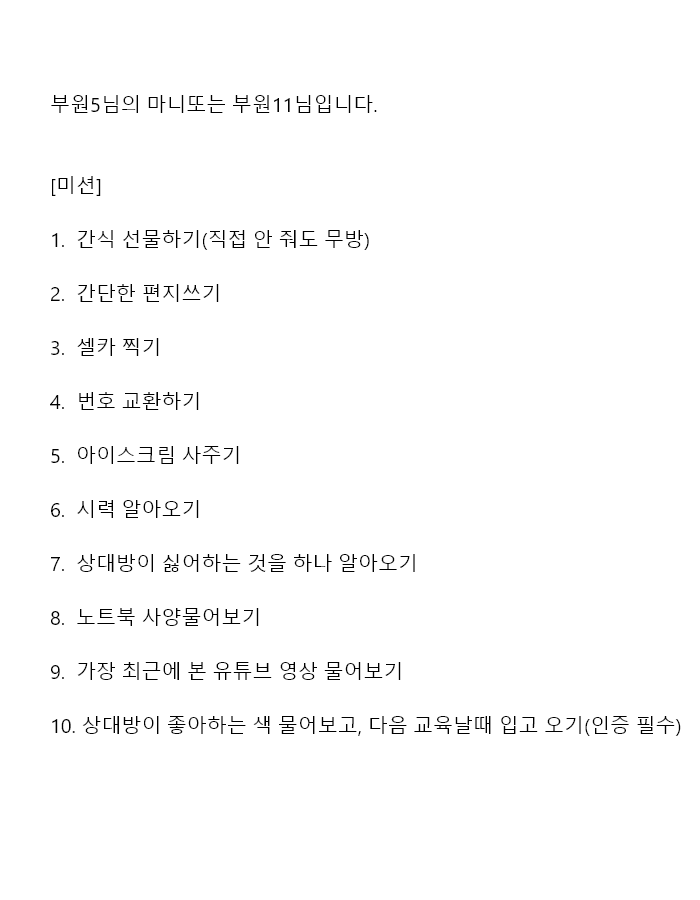 부원5님의 마니또는 부원11님입니다.
[미션]
1. 간식 선물하기(직접 안 줘도 무방)
2. 간단한 편지쓰기
3. 셀카 찍기
4. 번호 교환하기
5. 아이스크림 사주기
6. 시력 알아오기
7. 상대방이 싫어하는 것을 하나 알아오기
8. 노트북 사양물어보기
9. 가장 최근에 본 유튜브 영상 물어보기
10. 상대방이 좋아하는 색 물어보고, 다음 교육날때 입고 오기(인증 필수)